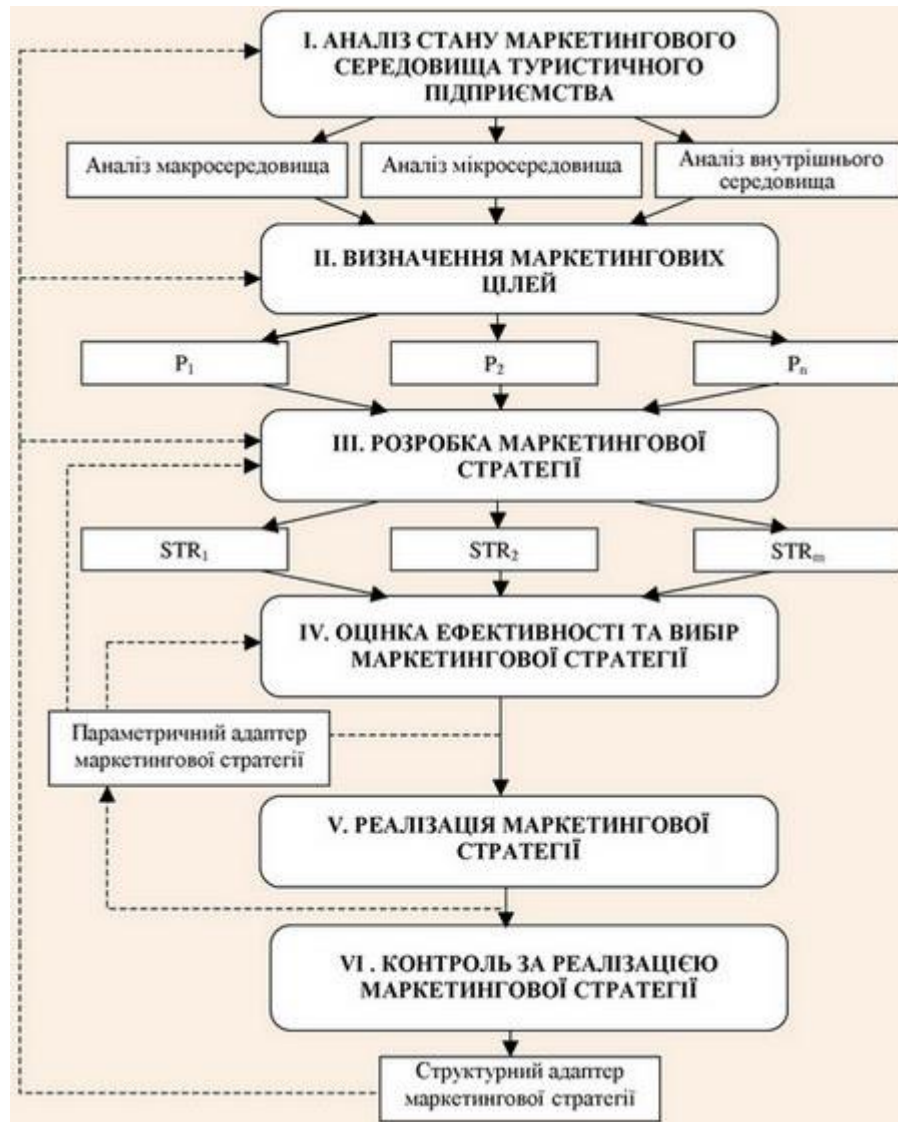 І. АНАЛІЗ СТАНУ МАРКЕТИНГОВОГО
СЕРЕДОВИЩА ТУРИСТИЧНОГО
ПІДПРИЄМСТВА
Аналіз макросередовища
Аналіз мікросередовища
Аналіз внутрішнього
середовища
ІІ. ВИЗНАЧЕННЯ МАРКЕТИНГОВИХ
ЦІЛЕЙ
P₁
P₂
Pₙ
ІІІ. РОЗРОБКА МАРКЕТИНГОВОЇ
СТРАТЕГІЇ
STR₁
STR₂
STRₘ
IV. ОЦІНКА ЕФЕКТИВНОСТІ ТА ВИБІР
МАРКЕТИНГОВОЇ СТРАТЕГІЇ
Параметричний адаптер
маркетингової стратегії
V. РЕАЛІЗАЦІЯ МАРКЕТИНГОВОЇ
СТРАТЕГІЇ
VI . КОНТРОЛЬ ЗА РЕАЛІЗАЦІЄЮ
МАРКЕТИНГОВОЇ СТРАТЕГІЇ
Структурний адаптер
маркетингової стратегії